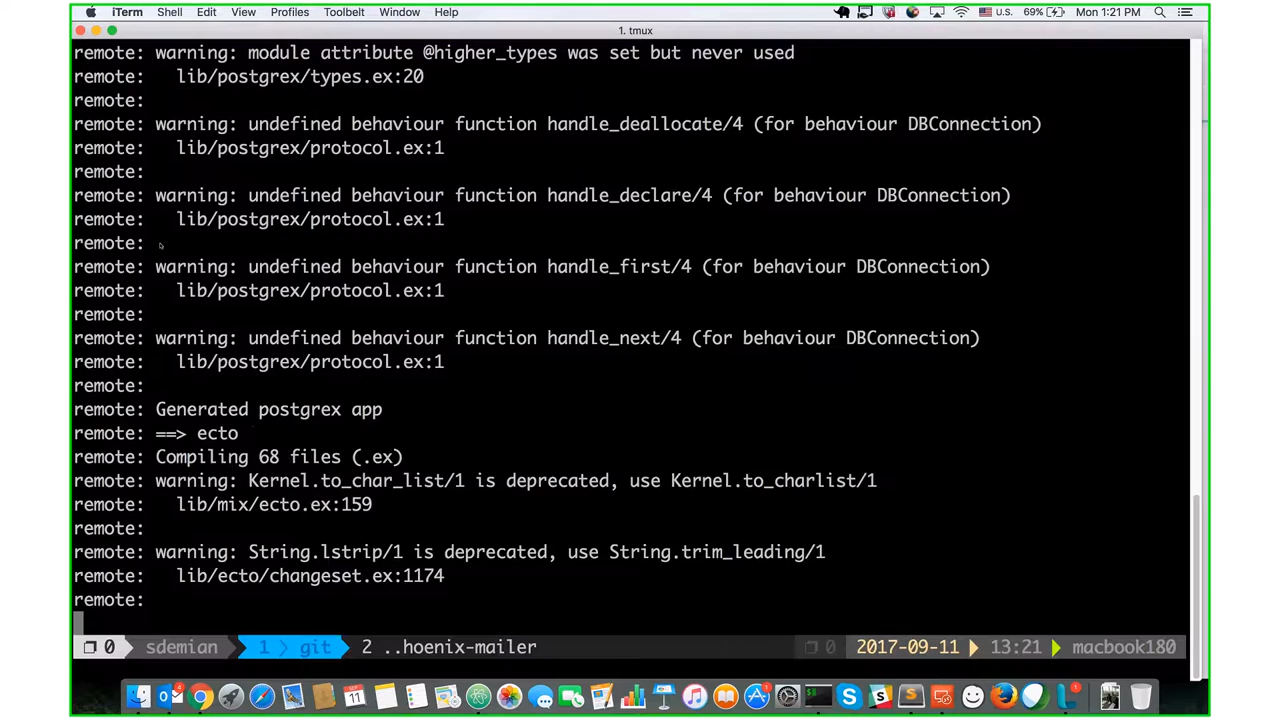 iTerm Shell Edit View Profiles Toolbelt Window Help U.S. 69% Mon 1:21 PM
1. tmux
remote: warning: module attribute @higher_types was set but never used
remote: lib/postgrex/types.ex:20
remote:
remote: warning: undefined behaviour function handle_deallocate/4 (for behaviour DBConnection)
remote: lib/postgrex/protocol.ex:1
remote:
remote: warning: undefined behaviour function handle_declare/4 (for behaviour DBConnection)
remote: lib/postgrex/protocol.ex:1
remote:
remote: warning: undefined behaviour function handle_first/4 (for behaviour DBConnection)
remote: lib/postgrex/protocol.ex:1
remote:
remote: warning: undefined behaviour function handle_next/4 (for behaviour DBConnection)
remote: lib/postgrex/protocol.ex:1
remote:
remote: Generated postgrex app
remote: ==> ecto
remote: Compiling 68 files (.ex)
remote: warning: Kernel.to_char_list/1 is deprecated, use Kernel.to_charlist/1
remote: lib/mix/ecto.ex:159
remote:
remote: warning: String.lstrip/1 is deprecated, use String.trim_leading/1
remote: lib/ecto/changeset.ex:1174
remote:
0 sdemian 1 git 2 ..hoenix-mailer 0 2017-09-11 13:21 macbook180